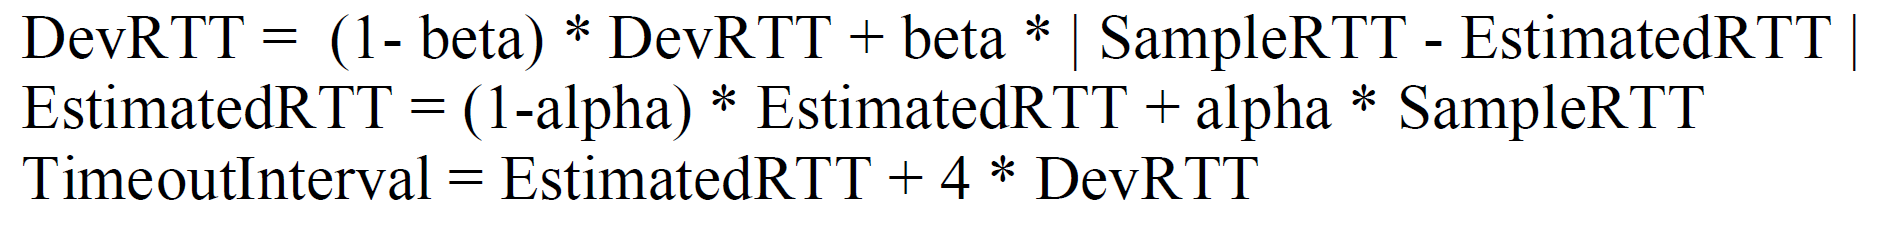 DevRTT = (1- beta) * DevRTT + beta * | SampleRTT - EstimatedRTT |
EstimatedRTT = (1-alpha) * EstimatedRTT + alpha * SampleRTT
TimeoutInterval = EstimatedRTT + 4 * DevRTT